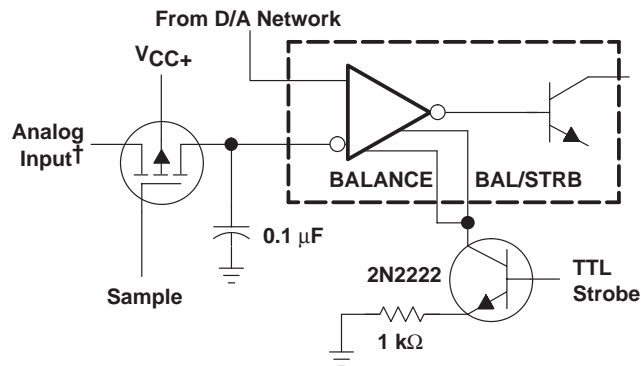 From D/A Network
VCC+
Analog
Input†
BALANCE
BAL/STRB
0.1 μF
2N2222
TTL
Strobe
Sample
1 kΩ